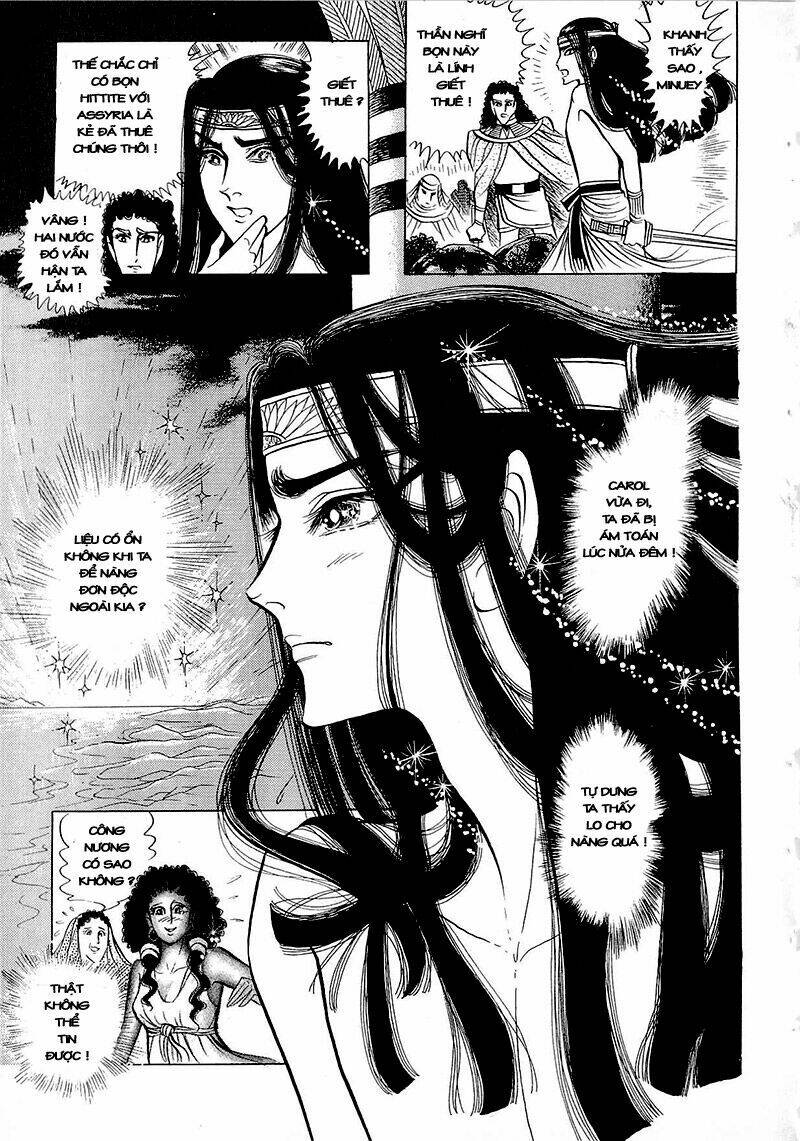 KHANH
THẤY
SAO,
MINUEY
THẦN NGHĨ
BỌN NÀY
LÀ LÍNH
GIẾT
THUÊ !
GIẾT
THUÊ ?
THẾ CHẮC CHỈ
CÓ BỌN
HITTITE VỚI
ASSYRIA LÀ
KẺ ĐÃ THUÊ
CHÚNG THÔI !
VÂNG !
HAI NƯỚC
ĐÓ VẪN
HẬN TA
LẮM !
CAROL
VỪA ĐI,
TA ĐÃ BỊ
ÁM TOÁN
LÚC NỬA ĐÊM !
LIỆU CÓ ỔN
KHÔNG KHI TA
ĐỂ NÀNG
ĐƠN ĐỘC
NGOÀI KIA ?
TỰ DƯNG
TA THẤY
LO CHO
NÀNG QUÁ !
CÔNG
NƯƠNG
CÓ SAO
KHÔNG ?
THẬT
KHÔNG
THỂ
TIN
ĐƯỢC !